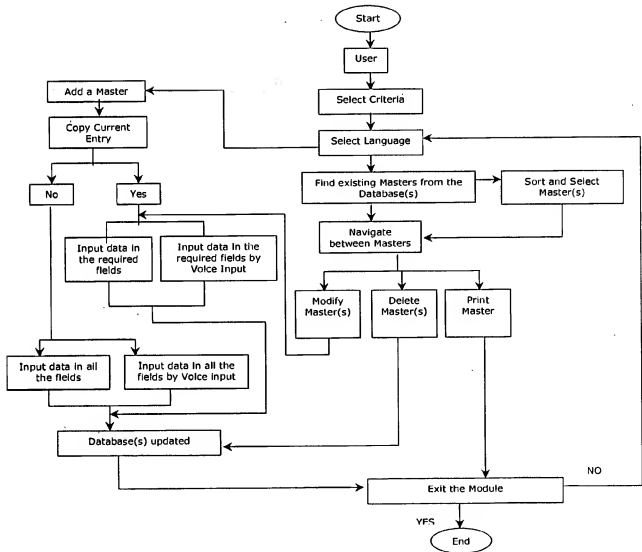 Start
User
Add a Master
Select Criteria
Copy Current
Entry
Select Language
No
Yes
Find existing Masters from the
Database(s)
Sort and Select
Master(s)
Input data in
the required
fields
Input data in the
required fields by
Voice Input
Navigate
between Masters
Modify
Master(s)
Delete
Master(s)
Print
Master
Input data in all
the fields
Input data in all the
fields by Voice input
Database(s) updated
NO
Exit the Module
YES
End